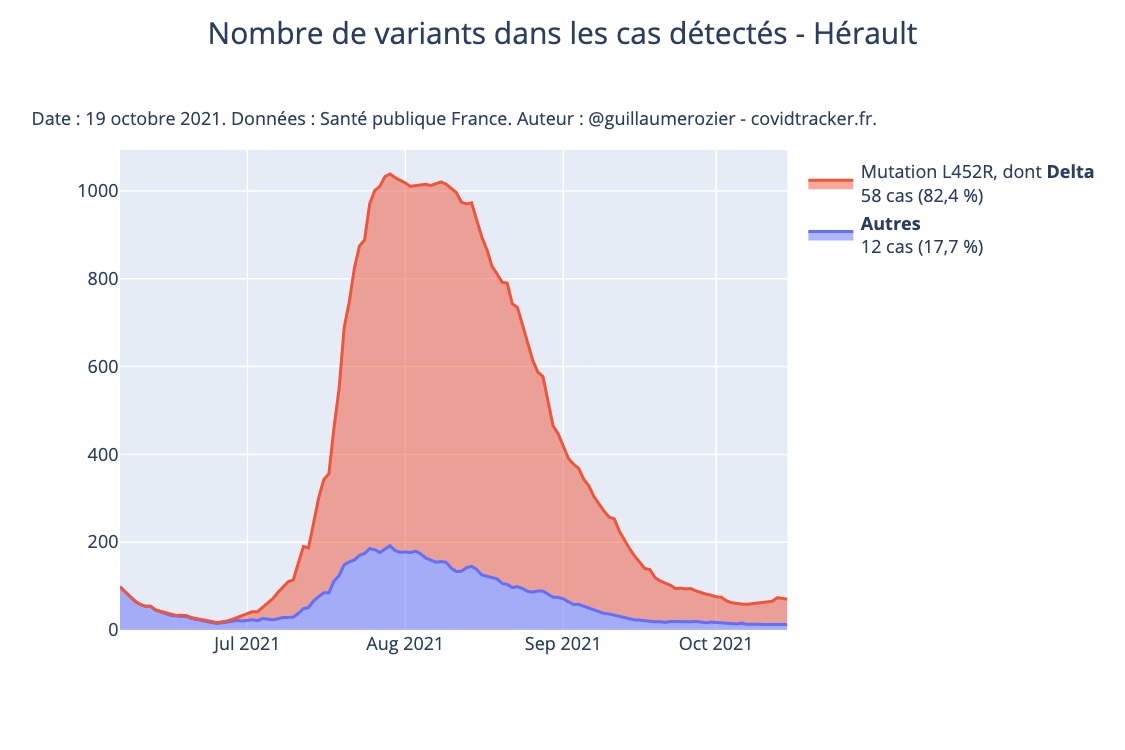 Nombre de variants dans les cas détectés - Hérault
Date : 19 octobre 2021. Données : Santé publique France. Auteur : @guillaumerozier - covidtracker.fr.
Mutation L452R, dont Delta
58 cas (82,4 %)
Autres
12 cas (17,7 %)
1000
800
600
400
200
0
Jul 2021
Aug 2021
Sep 2021
Oct 2021